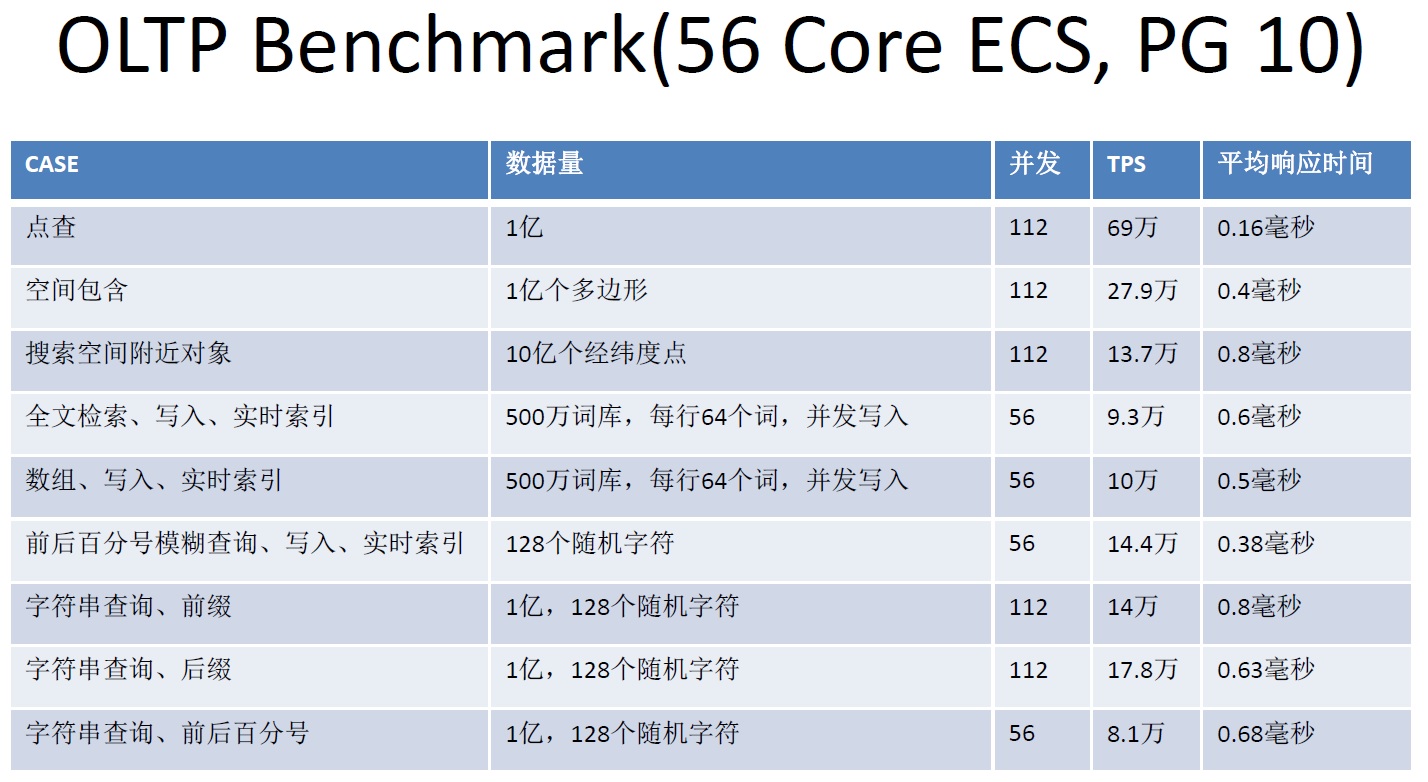 OLTP Benchmark(56 Core ECS, PG 10)
CASE 数据量 并发 TPS 平均响应时间
点查 1亿 112 69万 0.16毫秒
空间包含 1亿个多边形 112 27.9万 0.4毫秒
搜索空间附近对象 10亿个经纬度点 112 13.7万 0.8毫秒
全文检索、写入、实时索引 500万词库，每行64个词，并发写入 56 9.3万 0.6毫秒
数组、写入、实时索引 500万词库，每行64个词，并发写入 56 10万 0.5毫秒
前后百分号模糊查询、写入、实时索引 128个随机字符 56 14.4万 0.38毫秒
字符串查询、前缀 1亿，128个随机字符 112 14万 0.8毫秒
字符串查询、后缀 1亿，128个随机字符 112 17.8万 0.63毫秒
字符串查询、前后百分号 1亿，128个随机字符 56 8.1万 0.68毫秒